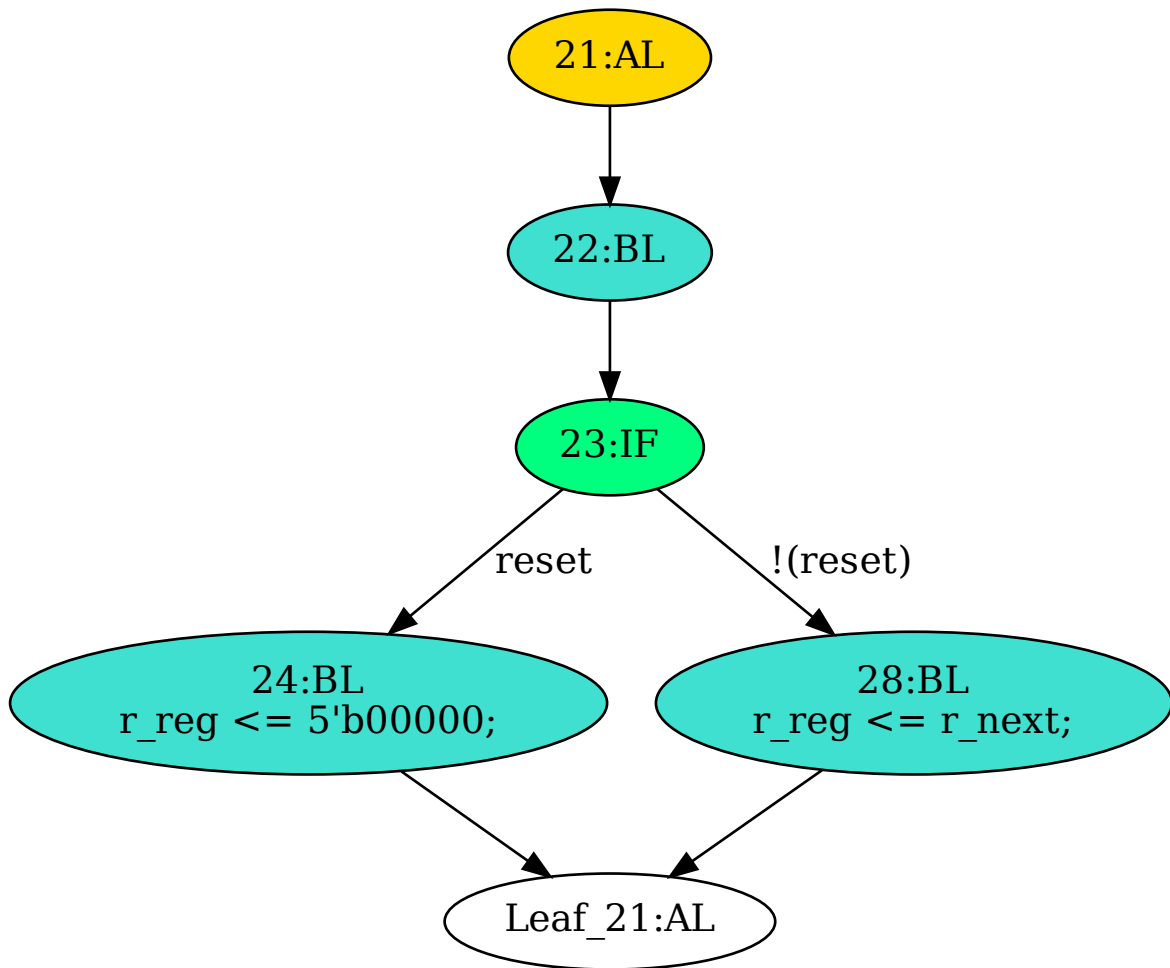 21:AL
22:BL
23:IF
reset
!(reset)
24:BL
r_reg <= 5'b00000;
28:BL
r_reg <= r_next;
Leaf_21:AL